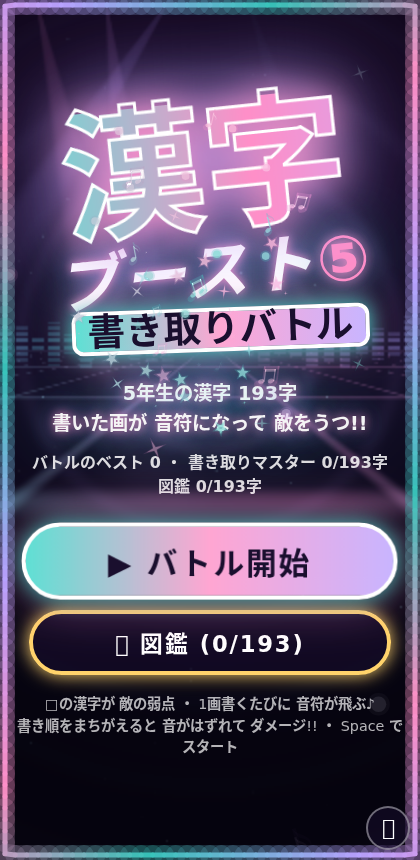 漢字
ブースト⑤
書き取りバトル
5年生の漢字 193字
書いた画が 音符になって 敵をうつ!!
バトルのベスト 0 ・ 書き取りマスター 0/193字
図鑑 0/193字
▶ バトル開始
図鑑 (0/193)
□の漢字が 敵の弱点 ・ 1画書くたびに 音符が飛ぶ♪
書き順をまちがえると 音がはずれて ダメージ!! ・ Space で
スタート